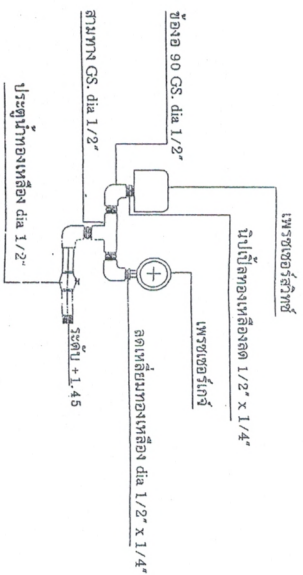 เพรชเชอร์สวิทช์
นิปเปิ้ลทองเหลืองลด 1/2" x 1/4"
เพรชเชอร์เกจ์
ลดเหลี่ยมทองเหลือง dia 1/2" x 1/4"
ข้องอ 90 GS. dia 1/2"
สามทาง GS. dia 1/2"
ประตูน้ำทองเหลือง dia 1/2"
ระดับ +1.45